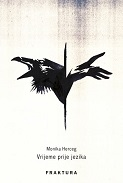 Monika Herceg
Vrijeme prije jezika
FRAKTURA